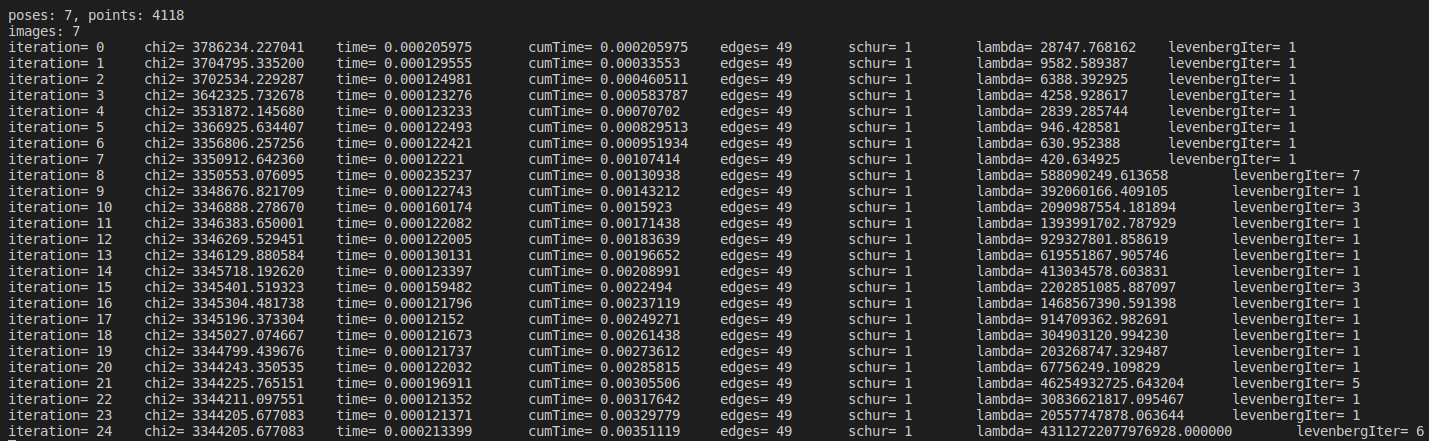 poses: 7, points: 4118
images: 7
iteration= 0 chi2= 3786234.227041 time= 0.000205975 cumTime= 0.000205975 edges= 49 schur= 1 lambda= 28747.768162 levenbergIter= 1
iteration= 1 chi2= 3704795.335200 time= 0.000129555 cumTime= 0.00033553 edges= 49 schur= 1 lambda= 9582.589387 levenbergIter= 1
iteration= 2 chi2= 3702534.229287 time= 0.000124981 cumTime= 0.000460511 edges= 49 schur= 1 lambda= 6388.392925 levenbergIter= 1
iteration= 3 chi2= 3642325.732678 time= 0.000123276 cumTime= 0.000583787 edges= 49 schur= 1 lambda= 4258.928617 levenbergIter= 1
iteration= 4 chi2= 3531872.145680 time= 0.000123233 cumTime= 0.00070702 edges= 49 schur= 1 lambda= 2839.285744 levenbergIter= 1
iteration= 5 chi2= 3366925.634407 time= 0.000122493 cumTime= 0.000829513 edges= 49 schur= 1 lambda= 946.428581 levenbergIter= 1
iteration= 6 chi2= 3356806.257256 time= 0.000122421 cumTime= 0.000951934 edges= 49 schur= 1 lambda= 630.952388 levenbergIter= 1
iteration= 7 chi2= 3350912.642360 time= 0.00012221 cumTime= 0.00107414 edges= 49 schur= 1 lambda= 420.634925 levenbergIter= 1
iteration= 8 chi2= 3350553.076095 time= 0.000235237 cumTime= 0.00130938 edges= 49 schur= 1 lambda= 588090249.613658 levenbergIter= 7
iteration= 9 chi2= 3348676.821709 time= 0.000122743 cumTime= 0.00143212 edges= 49 schur= 1 lambda= 392060166.409105 levenbergIter= 1
iteration= 10 chi2= 3346888.278670 time= 0.000160174 cumTime= 0.0015923 edges= 49 schur= 1 lambda= 2090987554.181894 levenbergIter= 3
iteration= 11 chi2= 3346383.650001 time= 0.000122082 cumTime= 0.00171438 edges= 49 schur= 1 lambda= 1393991702.787929 levenbergIter= 1
iteration= 12 chi2= 3346269.529451 time= 0.000122005 cumTime= 0.00183639 edges= 49 schur= 1 lambda= 929327801.858619 levenbergIter= 1
iteration= 13 chi2= 3346129.880584 time= 0.000130131 cumTime= 0.00196652 edges= 49 schur= 1 lambda= 619551867.905746 levenbergIter= 1
iteration= 14 chi2= 3345718.192620 time= 0.000123397 cumTime= 0.00208991 edges= 49 schur= 1 lambda= 413034578.603831 levenbergIter= 1
iteration= 15 chi2= 3345401.519323 time= 0.000159482 cumTime= 0.0022494 edges= 49 schur= 1 lambda= 2202851085.887097 levenbergIter= 3
iteration= 16 chi2= 3345304.481738 time= 0.000121796 cumTime= 0.00237119 edges= 49 schur= 1 lambda= 1468567390.591398 levenbergIter= 1
iteration= 17 chi2= 3345196.373304 time= 0.00012152 cumTime= 0.00249271 edges= 49 schur= 1 lambda= 914709362.982691 levenbergIter= 1
iteration= 18 chi2= 3345027.074667 time= 0.000121673 cumTime= 0.00261438 edges= 49 schur= 1 lambda= 304903120.994230 levenbergIter= 1
iteration= 19 chi2= 3344799.439676 time= 0.000121737 cumTime= 0.00273612 edges= 49 schur= 1 lambda= 203268747.329487 levenbergIter= 1
iteration= 20 chi2= 3344243.350535 time= 0.000122032 cumTime= 0.00285815 edges= 49 schur= 1 lambda= 67756249.109829 levenbergIter= 1
iteration= 21 chi2= 3344225.765151 time= 0.000196911 cumTime= 0.00305506 edges= 49 schur= 1 lambda= 46254932725.643204 levenbergIter= 5
iteration= 22 chi2= 3344211.097551 time= 0.000121352 cumTime= 0.00317642 edges= 49 schur= 1 lambda= 30836621817.095467 levenbergIter= 1
iteration= 23 chi2= 3344205.677083 time= 0.000121371 cumTime= 0.00329779 edges= 49 schur= 1 lambda= 20557747878.063644 levenbergIter= 1
iteration= 24 chi2= 3344205.677083 time= 0.000213399 cumTime= 0.00351119 edges= 49 schur= 1 lambda= 43112722077976928.000000 levenbergIter= 6